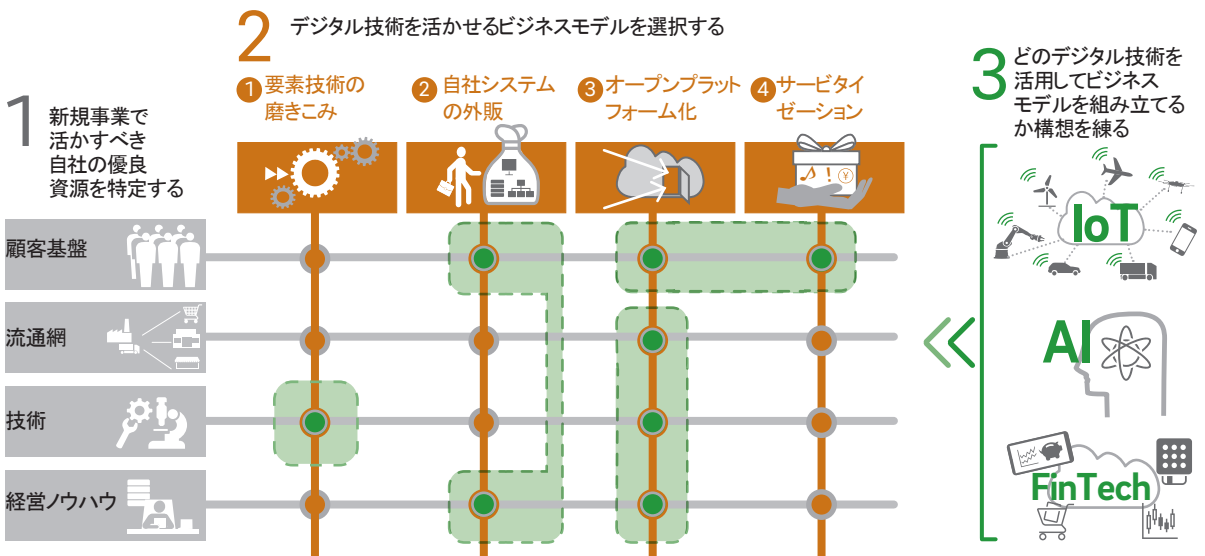 1
新規事業で
活かすべき
自社の優良
資源を特定する
2
デジタル技術を活かせるビジネスモデルを選択する
1 要素技術の
磨きこみ
2 自社システム
の外販
3 オープンプラット
フォーム化
4 サービタイ
ゼーション
3
どのデジタル技術を
活用してビジネス
モデルを組み立てる
か構想を練る
顧客基盤
流通網
技術
経営ノウハウ
♪ ! ¥
IoT
AI
FinTech